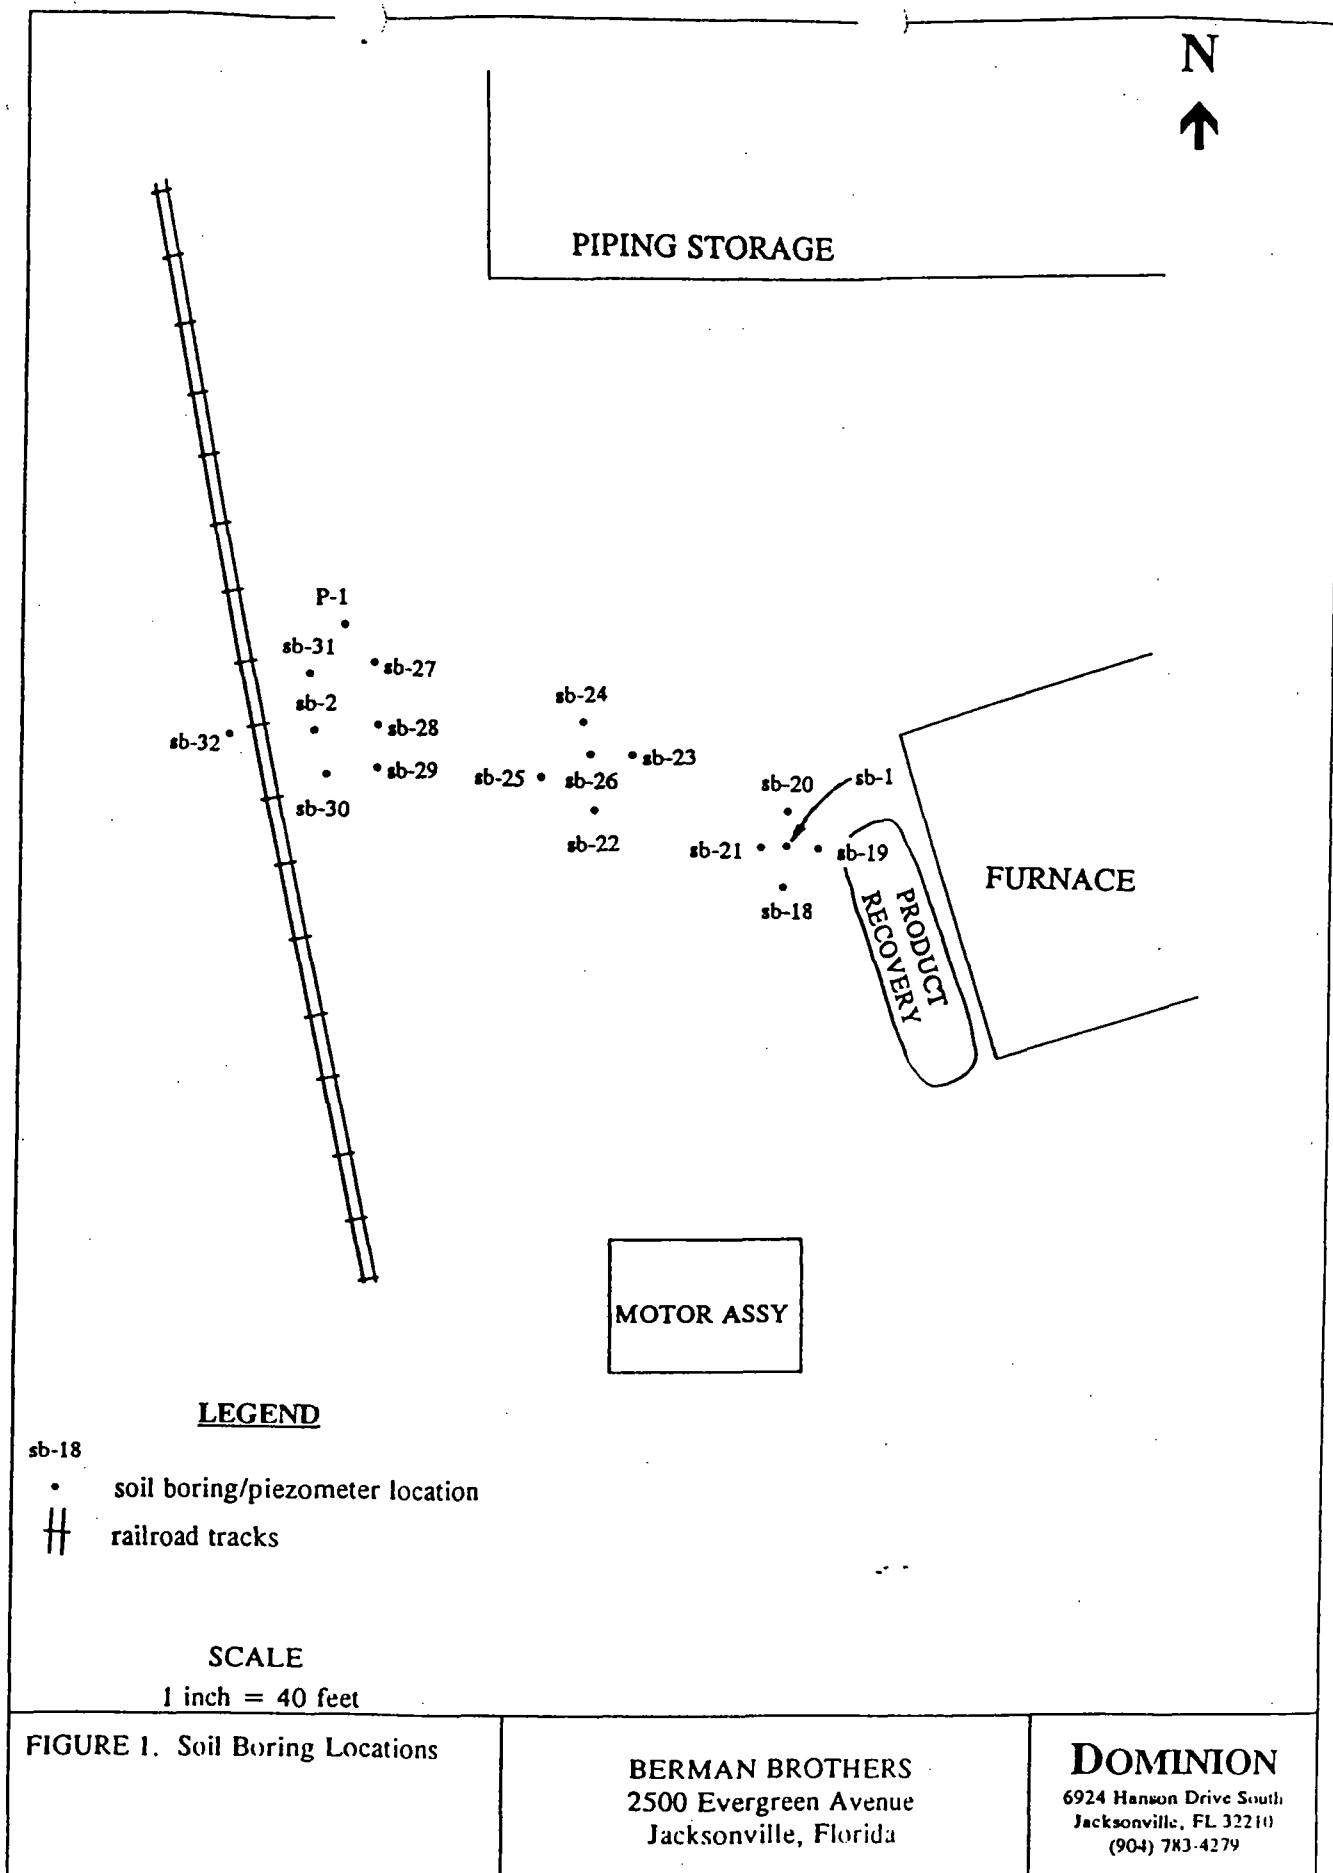 N
PIPING STORAGE
P-1
sb-31
sb-27
sb-24
sb-2
sb-28
sb-32
sb-23
sb-29
sb-25
sb-26
sb-20
sb-1
sb-30
sb-22
sb-21
sb-19
FURNACE
sb-18
PRODUCT
RECOVERY
MOTOR ASSY
LEGEND
sb-18
soil boring/piezometer location
railroad tracks
SCALE
1 inch = 40 feet
FIGURE 1. Soil Boring Locations
BERMAN BROTHERS
2500 Evergreen Avenue
Jacksonville, Florida
DOMINION
6924 Hanson Drive South
Jacksonville, FL 32210
(904) 783-4279